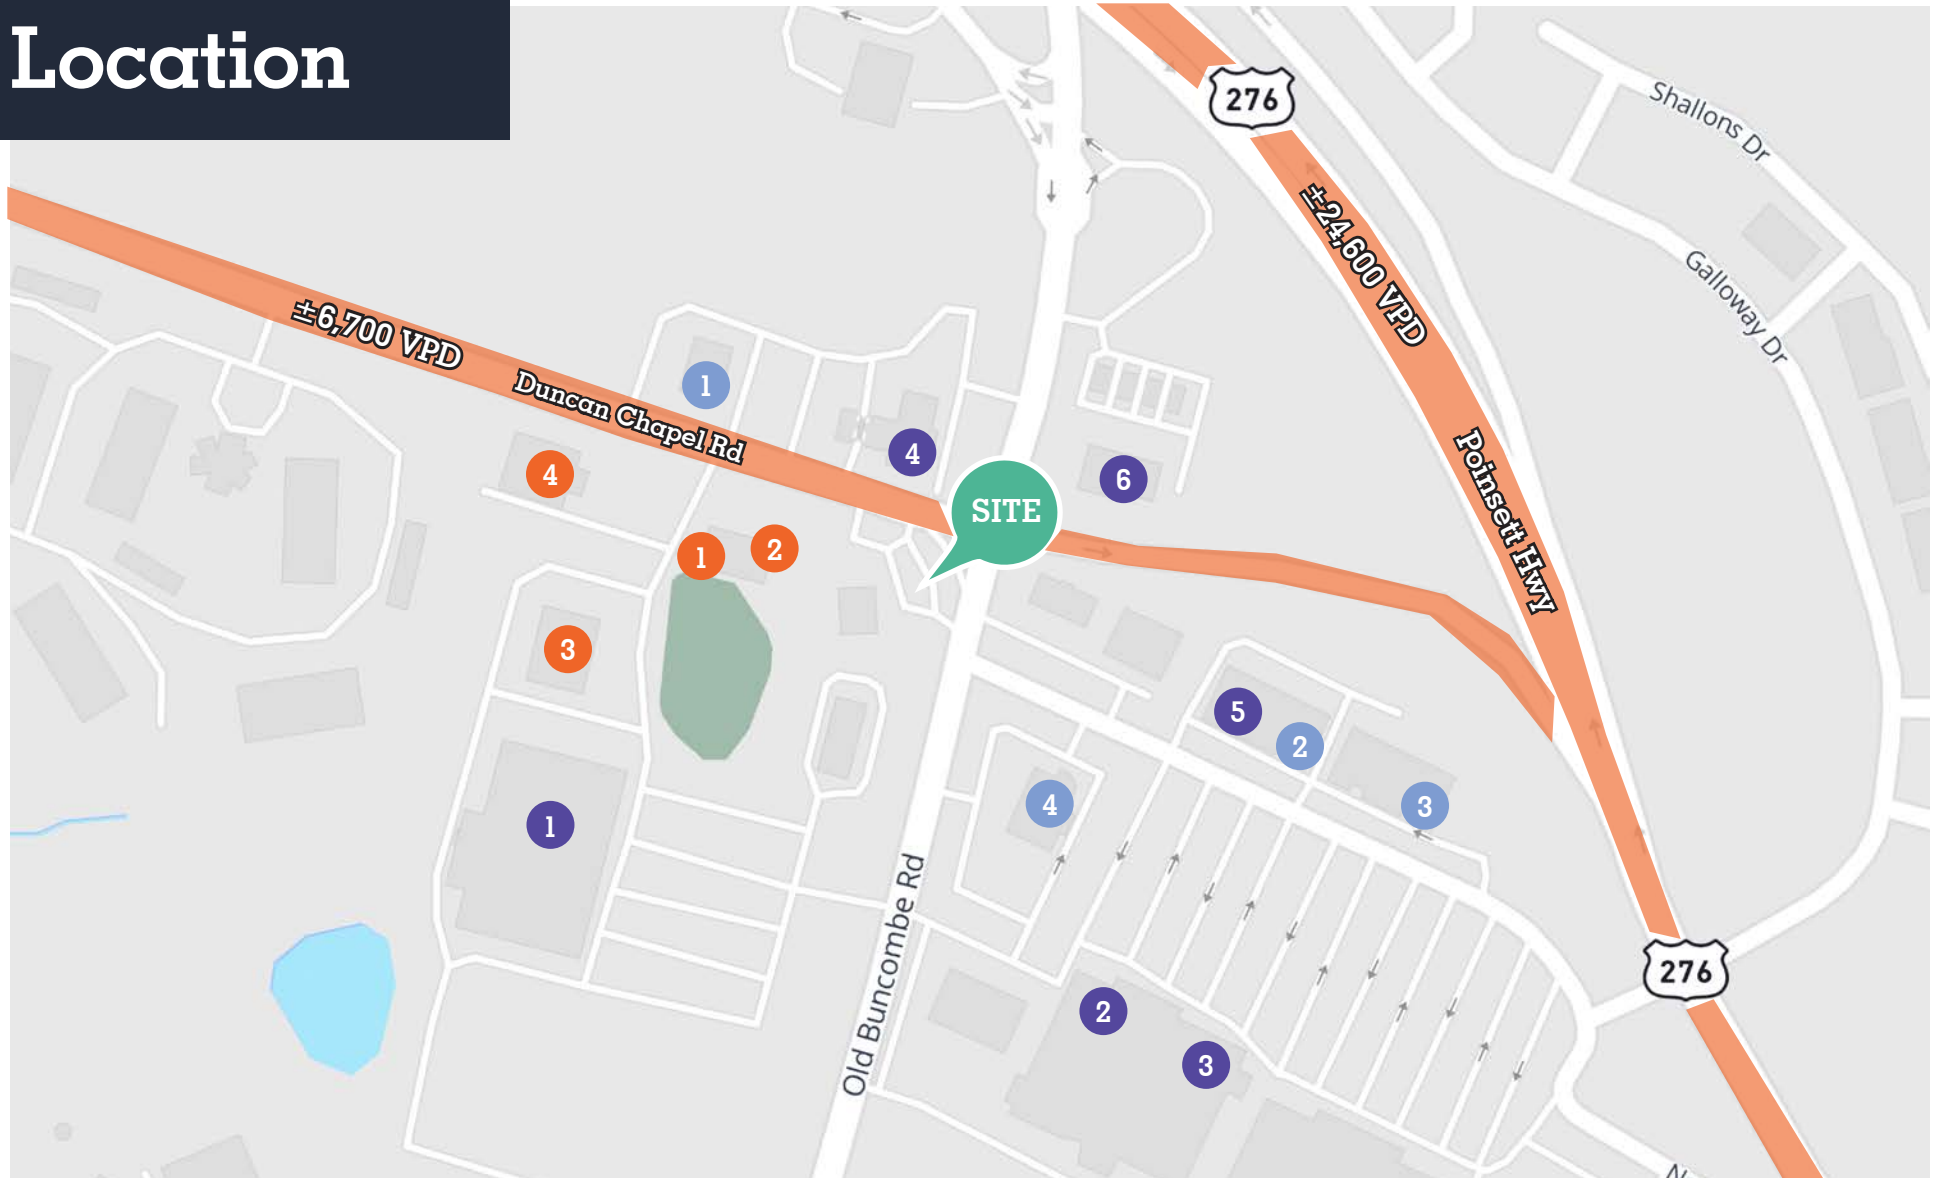 Location
276
Shallons Dr
±24,600 VPD
Galloway Dr
±6,700 VPD
Duncan Chapel Rd
1
4
4
6
Poinsett Hwy
SITE
1
2
3
5
2
4
3
1
Old Buncombe Rd
276
2
3
N